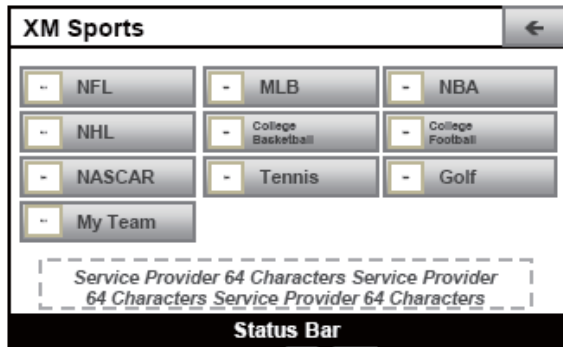 XM Sports
NFL
MLB
NBA
NHL
College
Basketball
College
Football
NASCAR
Tennis
Golf
My Team
Service Provider 64 Characters Service Provider
64 Characters Service Provider 64 Characters
Status Bar